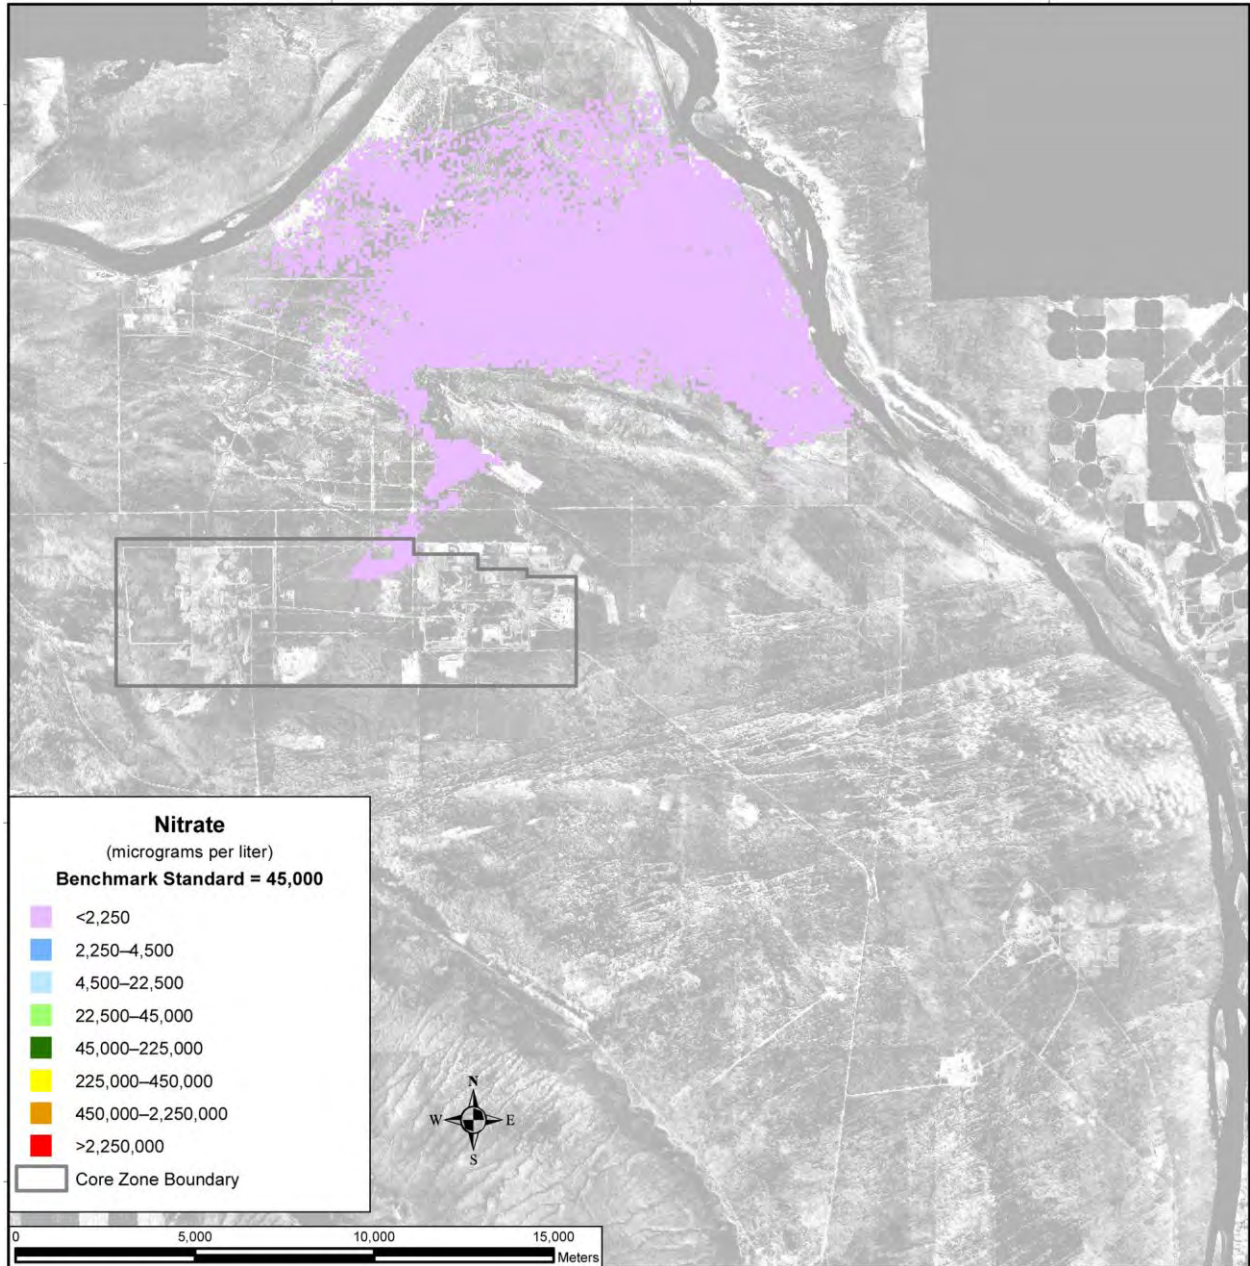 Nitrate
(micrograms per liter)
Benchmark Standard = 45,000
<2,250
2,250–4,500
4,500–22,500
22,500–45,000
45,000–225,000
225,000–450,000
450,000–2,250,000
>2,250,000
Core Zone Boundary
N
W E
S
0 5,000 10,000 15,000
Meters